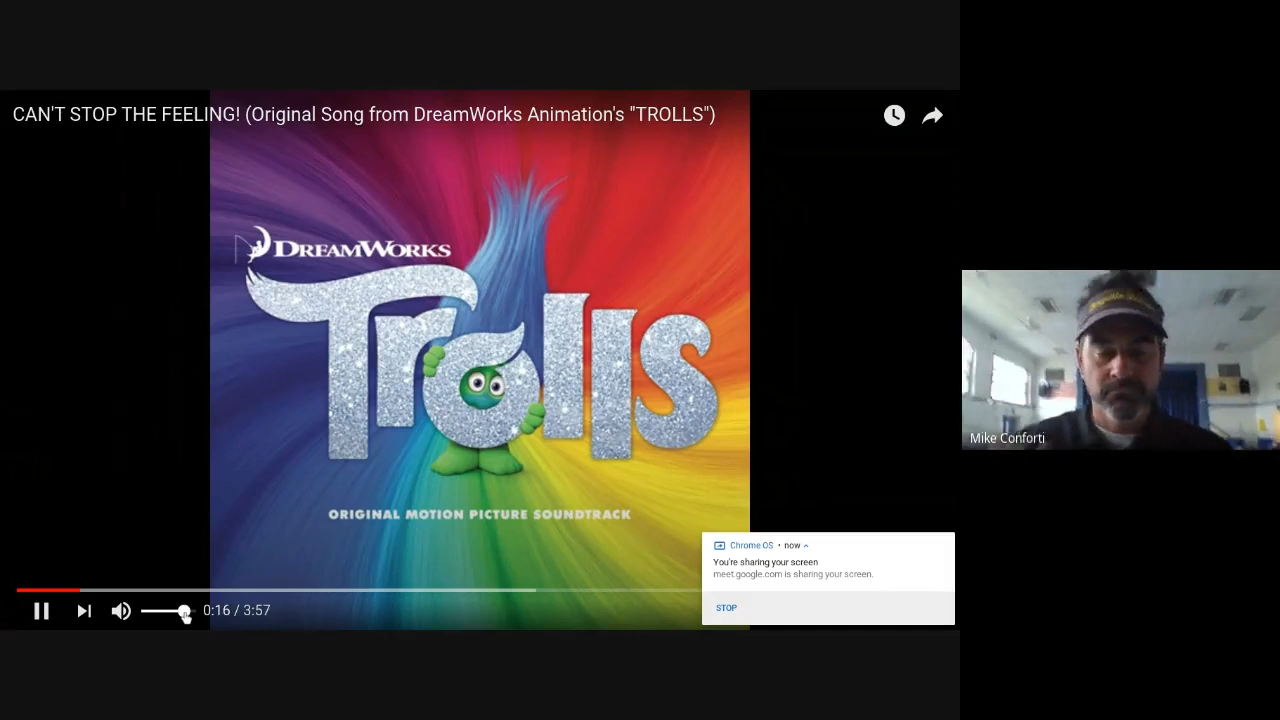 CAN'T STOP THE FEELING! (Original Song from DreamWorks Animation's "TROLLS")
DREAMWORKS
Trolls
ORIGINAL MOTION PICTURE SOUNDTRACK
Mike Conforti
Chrome OS • now
You're sharing your screen
meet.google.com is sharing your screen.
STOP
0:16 / 3:57